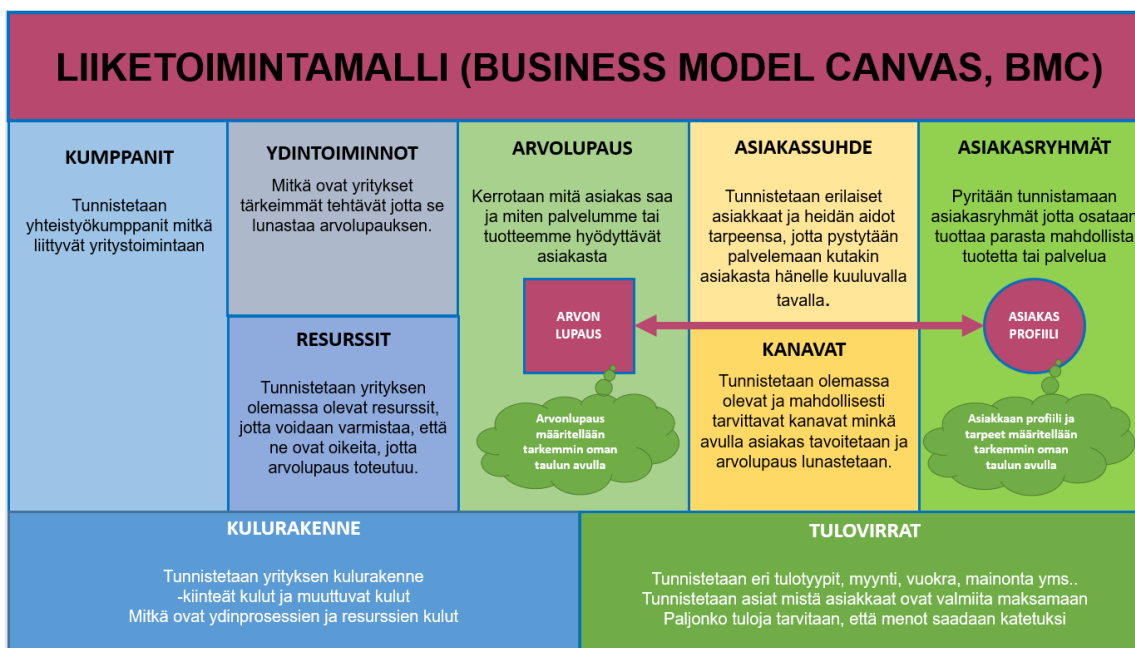 LIIKETOIMINTAMALLI (BUSINESS MODEL CANVAS, BMC)
KUMPPANIT
Tunnistetaan
yhteistyökumppanit mitkä
liittyvät yritystoimintaan
YDINTOIMINNOT
Mitkä ovat yritykset
tärkeimmät tehtävät jotta se
lunastaa arvolupauksen.
RESURSSIT
Tunnistetaan yrityksen
olemassa olevat resurssit,
jotta voidaan varmistaa, että
ne ovat oikeita, jotta
arvolupaus toteutuu.
ARVOLUPAUS
Kerrotaan mitä asiakas saa
ja miten palvelumme tai
tuotteemme hyödyttävät
asiakasta
ARVON
LUPAUS
Arvonlupaus
määritellään
tarkemmin oman
taulun avulla
ASIAKASSUHDE
Tunnistetaan erilaiset
asiakkaat ja heidän aidot
tarpeensa, jotta pystytään
palvelemaan kutakin
asiakasta hänelle kuuluvalla
tavalla.
KANAVAT
Tunnistetaan olemassa
olevat ja mahdollisesti
tarvittavat kanavat minkä
avulla asiakas tavoitetaan ja
arvolupaus lunastetaan.
ASIAKASRYHMÄT
Pyritään tunnistamaan
asiakasryhmät jotta osataan
tuottaa parasta mahdollista
tuotetta tai palvelua
ASIAKAS
PROFIILI
Asiakkaan profiili ja
tarpeet määritellään
tarkemmin oman
taulun avulla
KULURAKENNE
Tunnistetaan yrityksen kulurakenne
-kiinteät kulut ja muuttuvat kulut
Mitkä ovat ydinprosessien ja resurssien kulut
TULOVIRRAT
Tunnistetaan eri tulotyypit, myynti, vuokra, mainonta yms..
Tunnistetaan asiat mistä asiakkaat ovat valmiita maksamaan
Paljonko tuloja tarvitaan, että menot saadaan katetuksi